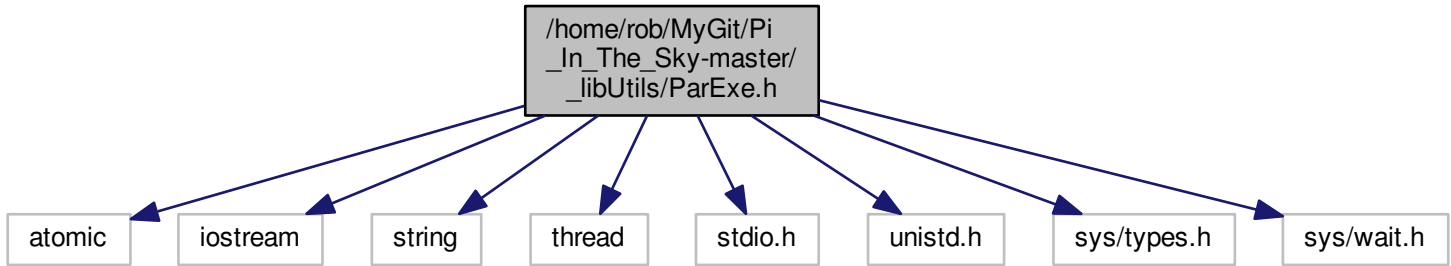 /home/rob/MyGit/Pi
_In_The_Sky-master/
_libUtils/ParExe.h
atomic
iostream
string
thread
stdio.h
unistd.h
sys/types.h
sys/wait.h